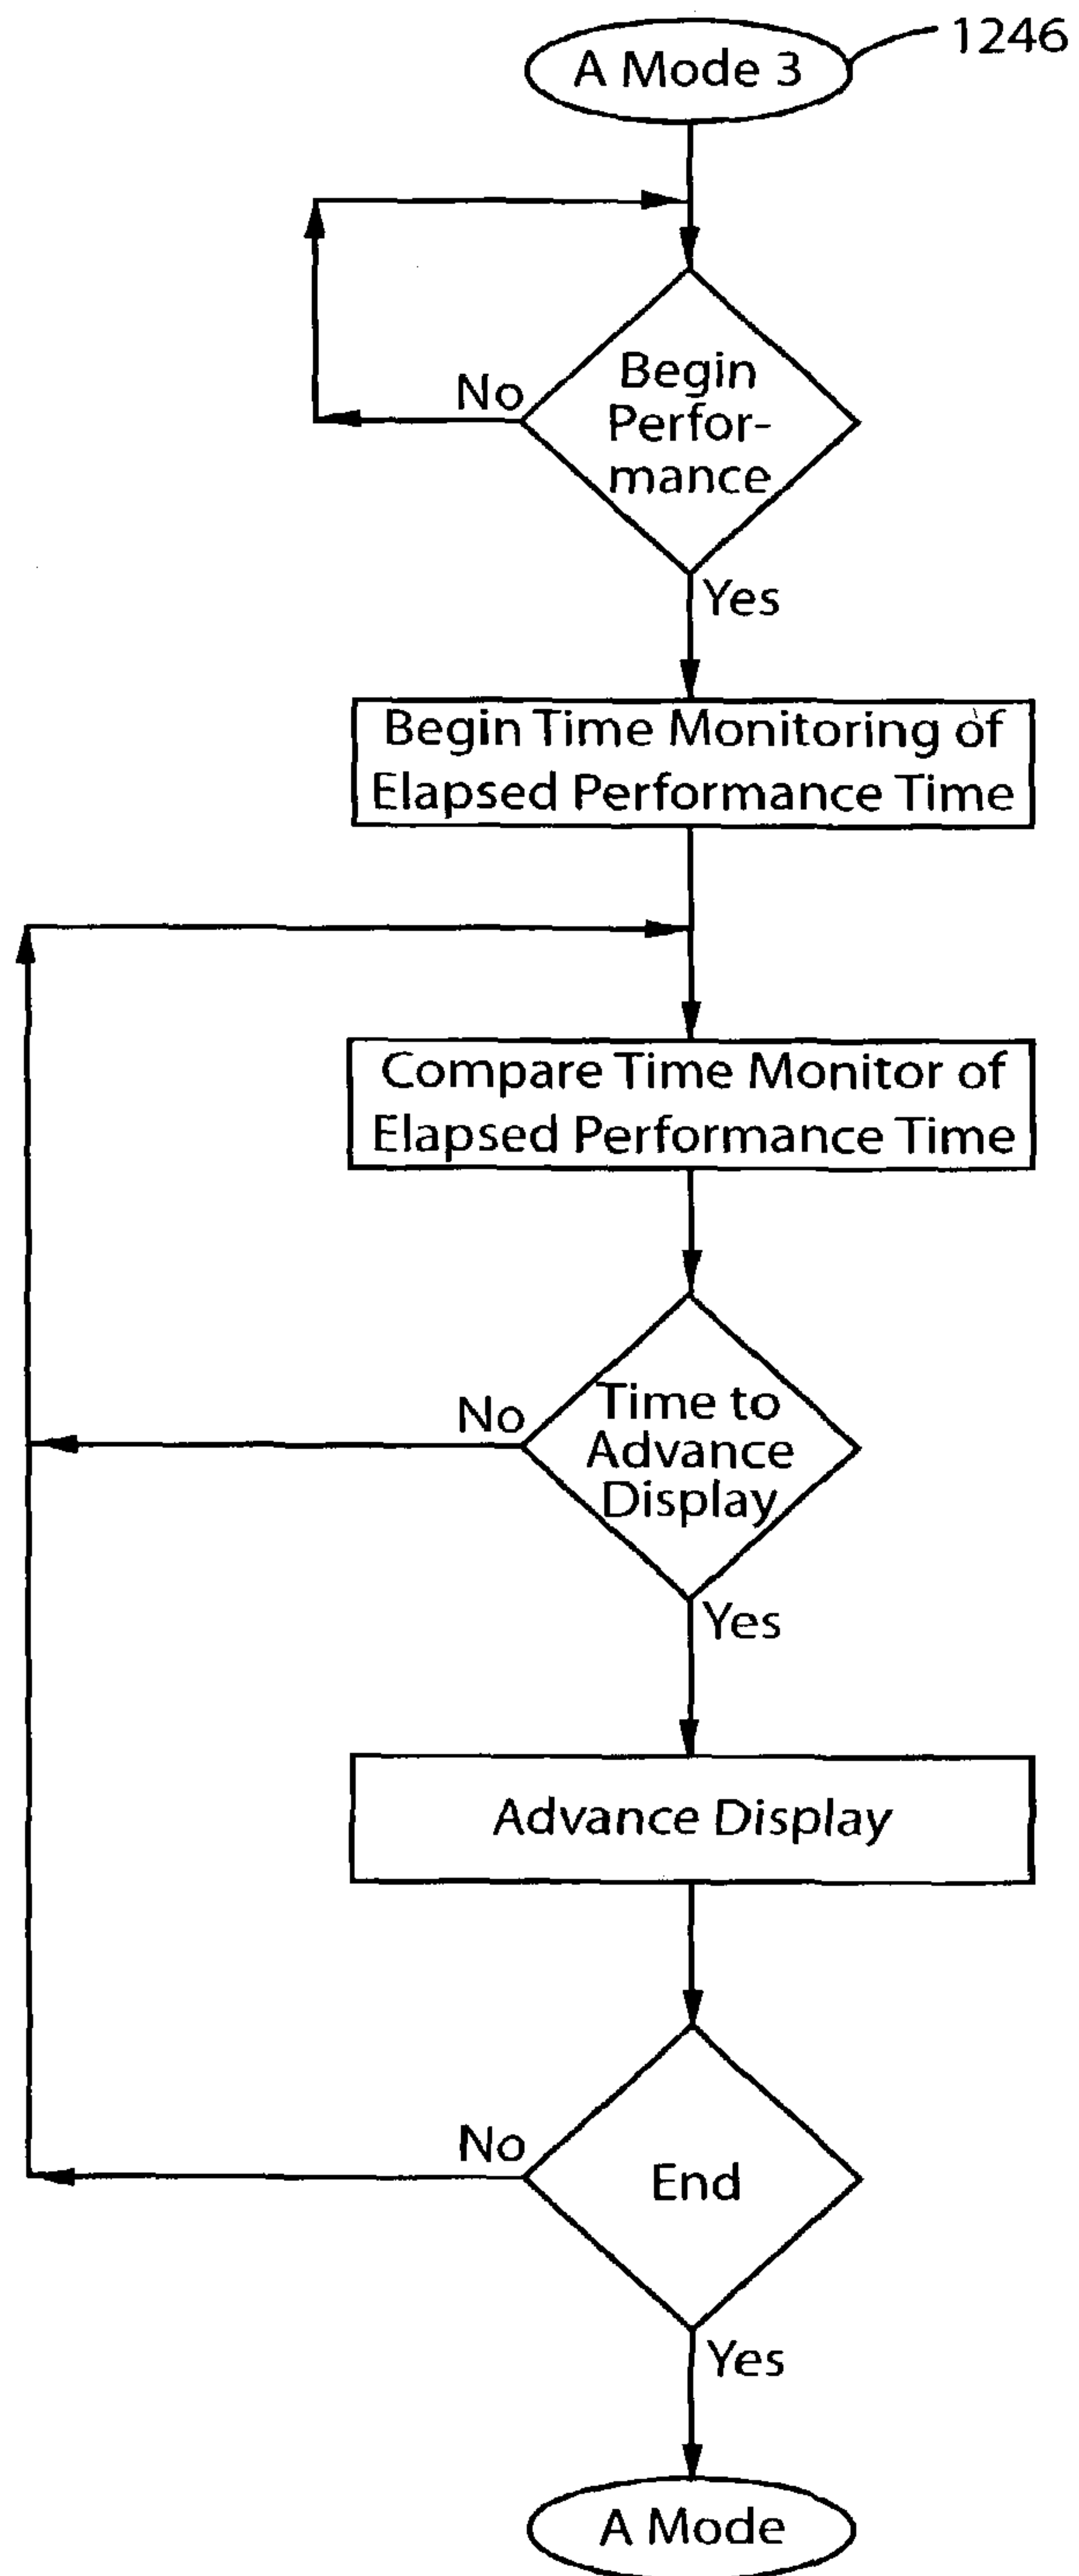 A Mode 3
1246
Begin
Perfor-
mance
No
Yes
Begin Time Monitoring of
Elapsed Performance Time
Compare Time Monitor of
Elapsed Performance Time
Time to
Advance
Display
No
Yes
Advance Display
End
No
Yes
A Mode